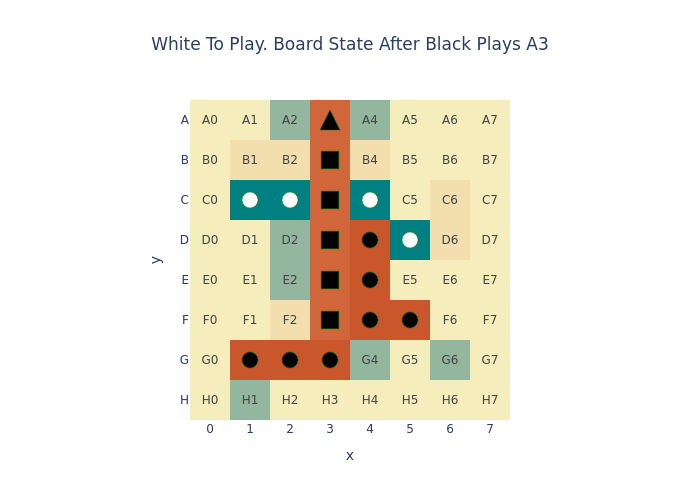 White To Play. Board State After Black Plays A3
A A0 A1 A2 A4 A5 A6 A7
B B0 B1 B2 B4 B5 B6 B7
C C0 C5 C6 C7
D D0 D1 D2 D6 D7
E E0 E1 E2 E5 E6 E7
F F0 F1 F2 F6 F7
G G0 G4 G5 G6 G7
H H0 H1 H2 H3 H4 H5 H6 H7
0 1 2 3 4 5 6 7
x
y